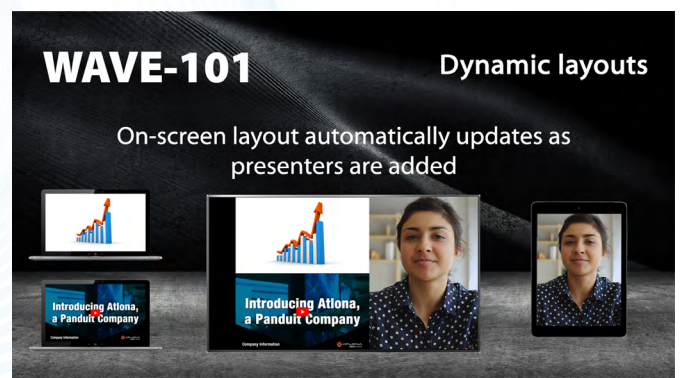 WAVE-101
Dynamic layouts
On-screen layout automatically updates as
presenters are added
Introducing Atlona,
a Panduit Company
Company Information
Introducing Atlona,
a Panduit Company
Company Information
ATLONA